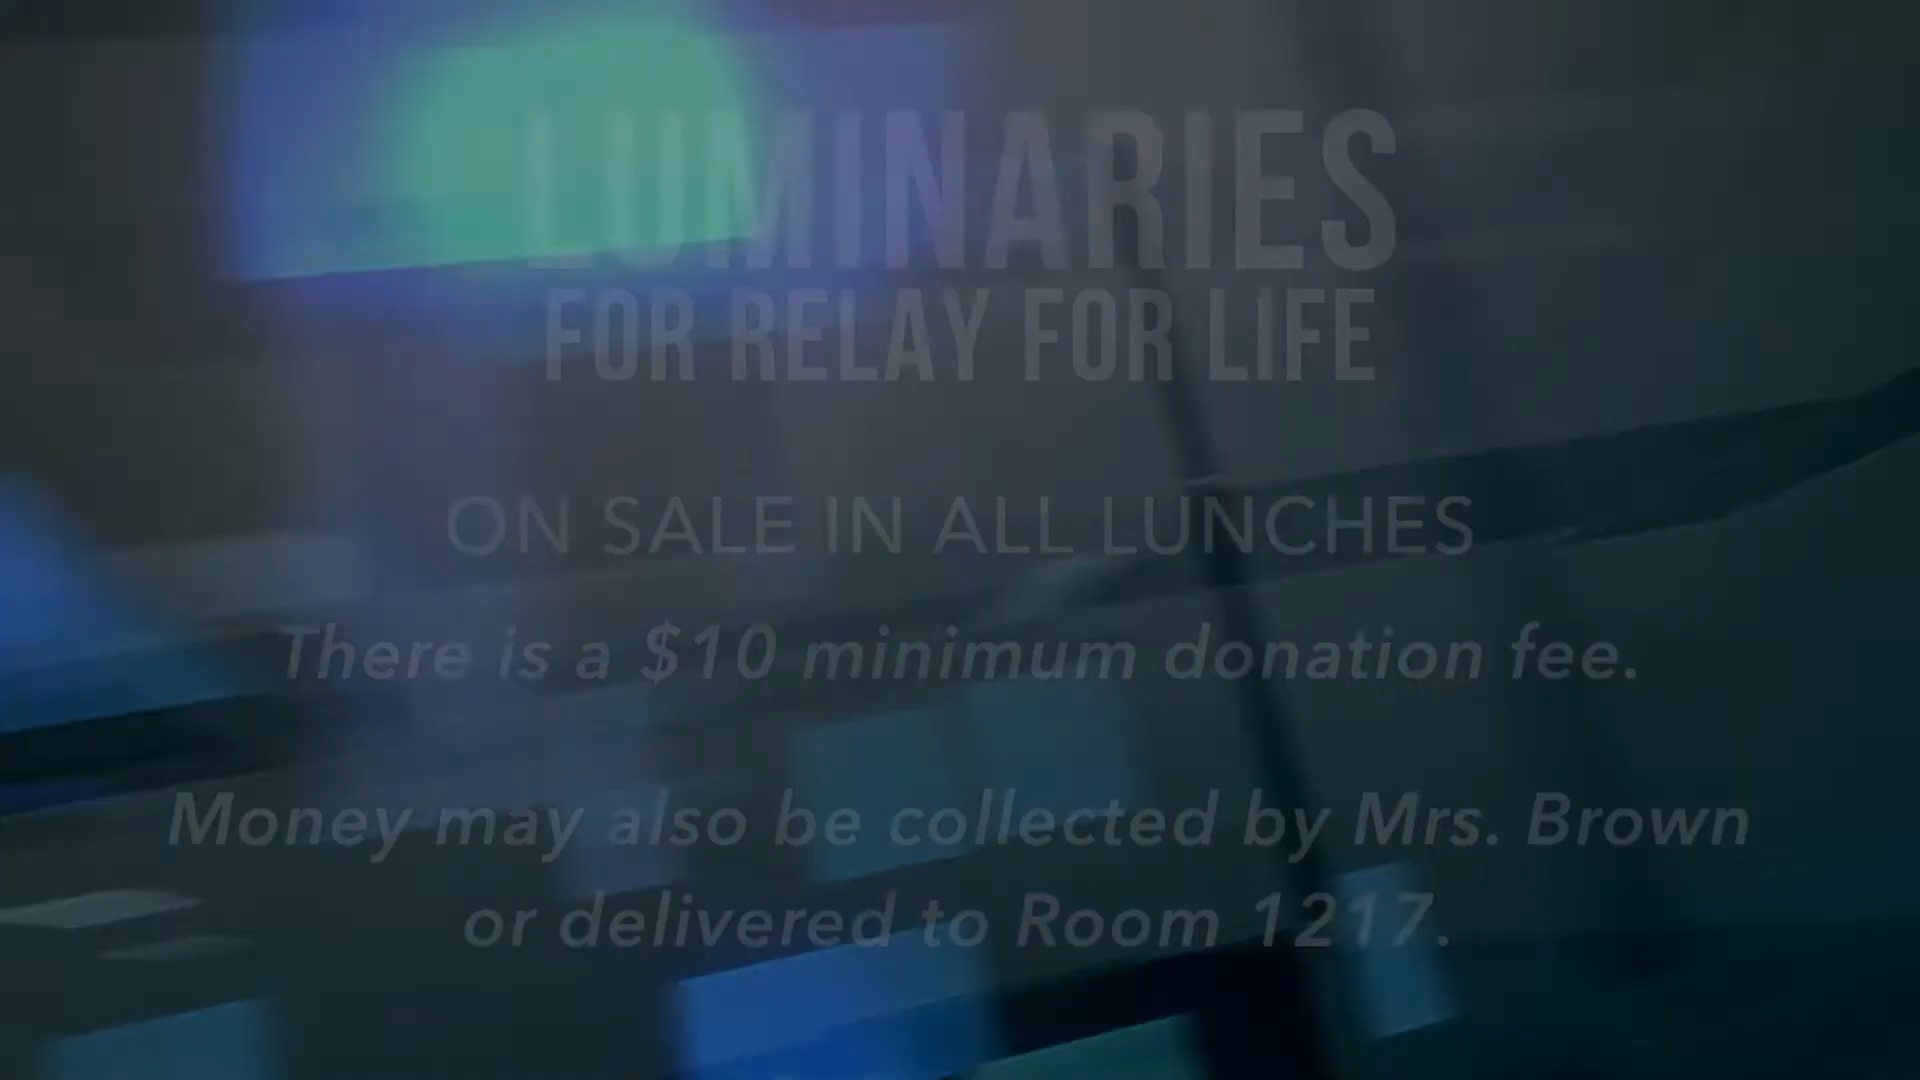 LUMINARIES
FOR RELAY FOR LIFE
ON SALE IN ALL LUNCHES
There is a $10 minimum donation fee.
Money may also be collected by Mrs. Brown
or delivered to Room 1217.